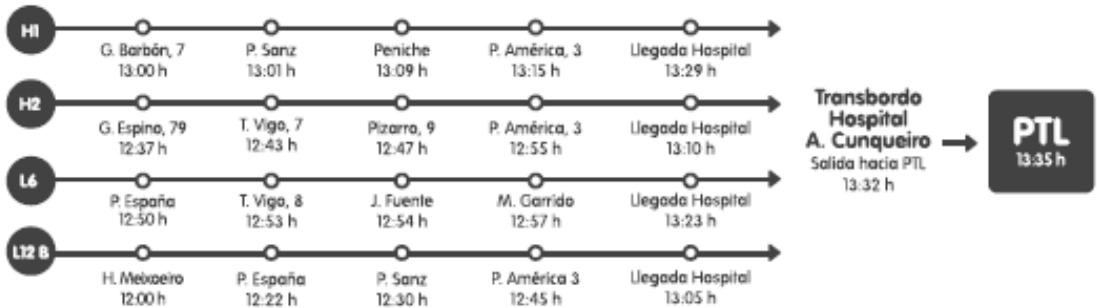 H1
G. Barbón, 7
13:00 h
P. Sanz
13:01 h
Peniche
13:09 h
P. América, 3
13:15 h
Llegada Hospital
13:29 h
H2
G. Espino, 79
12:37 h
T. Vigo, 7
12:43 h
Pizarro, 9
12:47 h
P. América, 3
12:55 h
Llegada Hospital
13:10 h
L6
P. España
12:50 h
T. Vigo, 8
12:53 h
J. Fuente
12:54 h
M. Garrido
12:57 h
Llegada Hospital
13:23 h
L12 B
H. Meixoeiro
12:00 h
P. España
12:22 h
P. Sanz
12:30 h
P. América 3
12:45 h
Llegada Hospital
13:05 h
Transbordo
Hospital
A. Cunqueiro
Salida hacia PTL
13:32 h
PTL
13:35 h